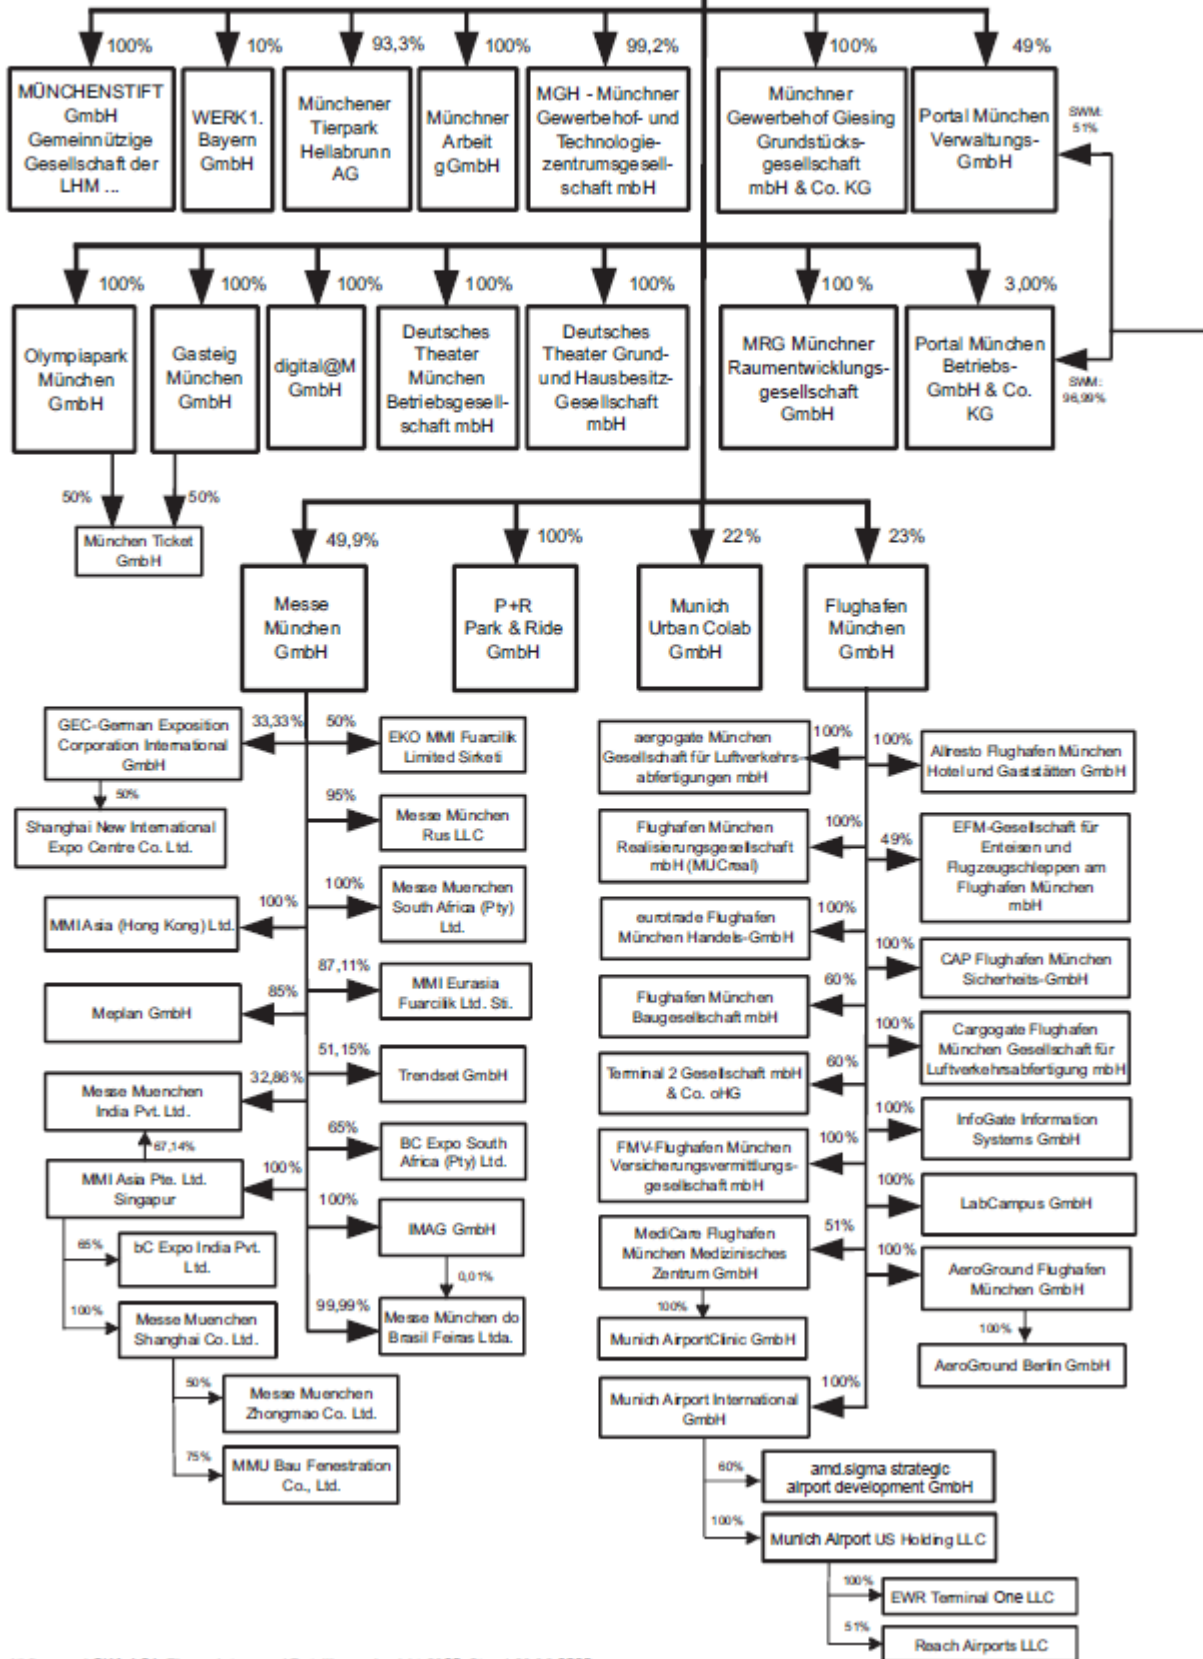 100%
10%
93,3%
100%
99,2%
100%
49%
MÜNCHENSTIFT
GmbH
Gemeinnützige
Gesellschaft der
LHM ...
WERK1.
Bayern
GmbH
Münchener
Tierpark
Hellabrunn
AG
Münchner
Arbeit
gGmbH
MGH - Münchner
Gewerbehof- und
Technologie-
zentrumsgesell-
schaft mbH
Münchner
Gewerbehof Giesing
Grundstücks-
gesellschaft
mbH & Co. KG
Portal München
Verwaltungs-
GmbH
SWM:
51%
100%
100%
100%
100%
100%
100 %
3,00%
Olympiapark
München
GmbH
Gasteig
München
GmbH
digital@M
GmbH
Deutsches
Theater
München
Betriebsgesell-
schaft mbH
Deutsches
Theater Grund-
und Hausbesitz-
Gesellschaft
mbH
MRG Münchner
Raumentwicklungs-
gesellschaft
GmbH
Portal München
Betriebs-
GmbH & Co.
KG
SWM:
96,99%
50%
50%
München Ticket
GmbH
49,9%
100%
22%
23%
Messe
München
GmbH
P+R
Park & Ride
GmbH
Munich
Urban Colab
GmbH
Flughafen
München
GmbH
GEC-German Exposition
Corporation International
GmbH
33,33%
50%
Shanghai New International
Expo Centre Co. Ltd.
50%
EKO MMI Fuarcilik
Limited Sirketi
95%
Messe München
Rus LLC
100%
MMI Asia (Hong Kong) Ltd.
100%
Messe Muenchen
South Africa (Pty)
Ltd.
85%
Meplan GmbH
87,11%
MMI Eurasia
Fuarcilik Ltd. Sti.
32,86%
Messe Muenchen
India Pvt. Ltd.
51,15%
Trendset GmbH
67,14%
MMI Asia Pte. Ltd.
Singapur
100%
65%
BC Expo South
Africa (Pty) Ltd.
100%
IMAG GmbH
65%
bC Expo India Pvt.
Ltd.
0,01%
100%
Messe Muenchen
Shanghai Co. Ltd.
99,99%
Messe München do
Brasil Feiras Ltda.
50%
Messe Muenchen
Zhongmao Co. Ltd.
75%
MMU Bau Fenestration
Co., Ltd.
aerogate München
Gesellschaft für Luftverkehrs
abfertigungen mbH
100%
100%
Allresto Flughafen München
Hotel und Gaststätten GmbH
Flughafen München
Realisierungsgesellschaft
mbH (MUCreal)
100%
49%
EFM-Gesellschaft für
Enteisen und
Flugzeugschleppen am
Flughafen München
mbH
eurotrade Flughafen
München Handels-GmbH
100%
100%
CAP Flughafen München
Sicherheits-GmbH
Flughafen München
Baugesellschaft mbH
60%
100%
Cargogate Flughafen
München Gesellschaft für
Luftverkehrsabfertigung mbH
Terminal 2 Gesellschaft mbH
& Co. oHG
60%
100%
InfoGate Information
Systems GmbH
FMV-Flughafen München
Versicherungsvermittlungs-
gesellschaft mbH
100%
100%
LabCampus GmbH
MediCare Flughafen
München Medizinisches
Zentrum GmbH
51%
100%
AeroGround Flughafen
München GmbH
100%
Munich AirportClinic GmbH
100%
AeroGround Berlin GmbH
Munich Airport International
GmbH
100%
60%
amd.sigma strategic
airport development GmbH
100%
Munich Airport US Holding LLC
100%
EWR Terminal One LLC
51%
Reach Airports LLC